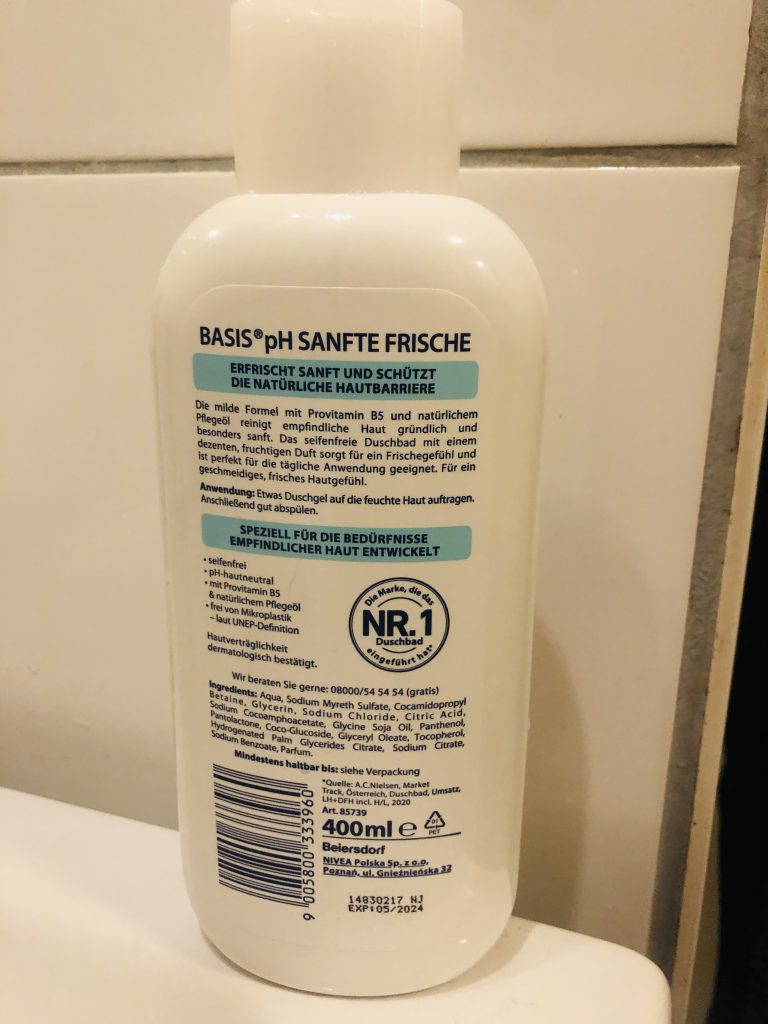 BASIS® pH SANFTE FRISCHE
ERFRISCHT SANFT UND SCHÜTZT
DIE NATÜRLICHE HAUTBARRIERE
Die milde Formel mit Provitamin B5 und natürlichem
Pflegeöl reinigt empfindliche Haut gründlich und
besonders sanft. Das seifenfreie Duschbad mit einem
dezenten, fruchtigen Duft sorgt für ein Frischegefühl und
ist perfekt für die tägliche Anwendung geeignet. Für ein
geschmeidiges, frisches Hautgefühl.
Anwendung: Etwas Duschgel auf die feuchte Haut auftragen.
Anschließend gut abspülen.
SPEZIELL FÜR DIE BEDÜRFNISSE
EMPFINDLICHER HAUT ENTWICKELT
• seifenfrei
• pH-hautneutral
• mit Provitamin B5
& natürlichem Pflegeöl
• frei von Mikroplastik
– laut UNEP-Definition
Hautverträglichkeit
dermatologisch bestätigt.
Die Marke, die das
NR.1
Duschbad
eingeführt hat*
Wir beraten Sie gerne: 08000/54 54 54 (gratis)
Ingredients: Aqua, Sodium Myreth Sulfate, Cocamidopropyl
Betaine, Glycerin, Sodium Chloride, Citric Acid,
Sodium Cocoamphoacetate, Glycine Soja Oil, Panthenol,
Pantolactone, Coco-Glucoside, Glyceryl Oleate, Tocopherol,
Hydrogenated Palm Glycerides Citrate, Sodium Citrate,
Sodium Benzoate, Parfum.
Mindestens haltbar bis: siehe Verpackung
*Quelle: A.C.Nielsen, Market
Track, Österreich, Duschbad, Umsatz,
LH+DFH incl. H/L, 2020
Art. 85739
400ml e
01
PET
Beiersdorf
NIVEA Polska Sp. z o.o.
Poznań, ul. Gnieźnieńska 32
9 005800 333960
14830217 NJ
EXP:05/2024